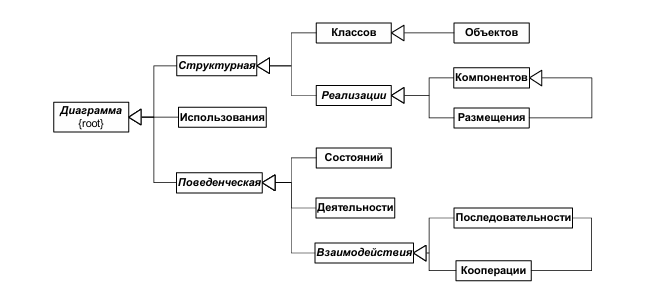 Классов
Объектов
Структурная
Компонентов
Реализации
Диаграмма
{root}
Использования
Размещения
Состояний
Поведенческая
Деятельности
Последовательности
Взаимодействия
Кооперации